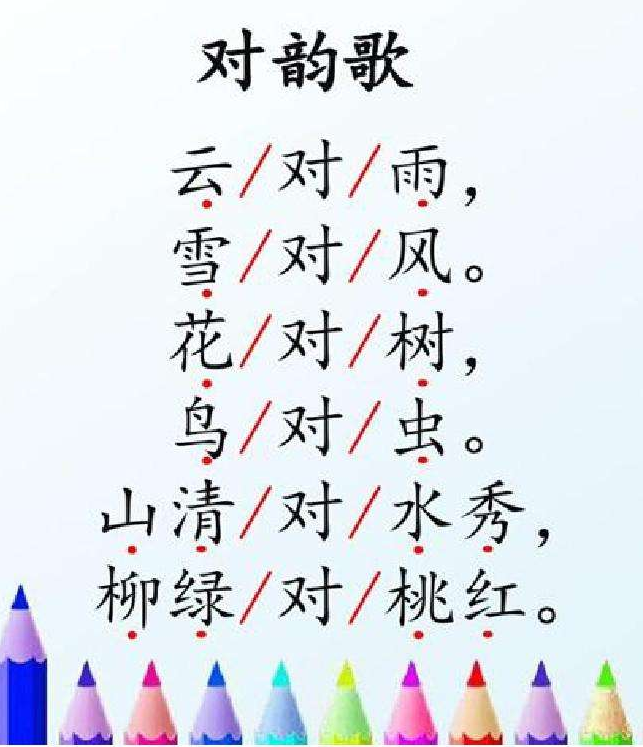 对韵歌
云/对/雨，
雪/对/风。
花/对/树，
鸟/对/虫。
山清/对/水秀，
柳绿/对/桃红。